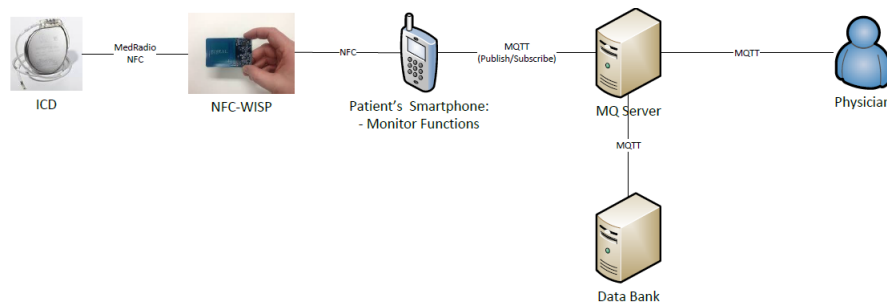 MedRadio
NFC
NFC
MQTT
(Publish/Subscribe)
MQTT
ICD
NFC-WISP
Patient's Smartphone:
- Monitor Functions
MQ Server
Physician
MQTT
Data Bank